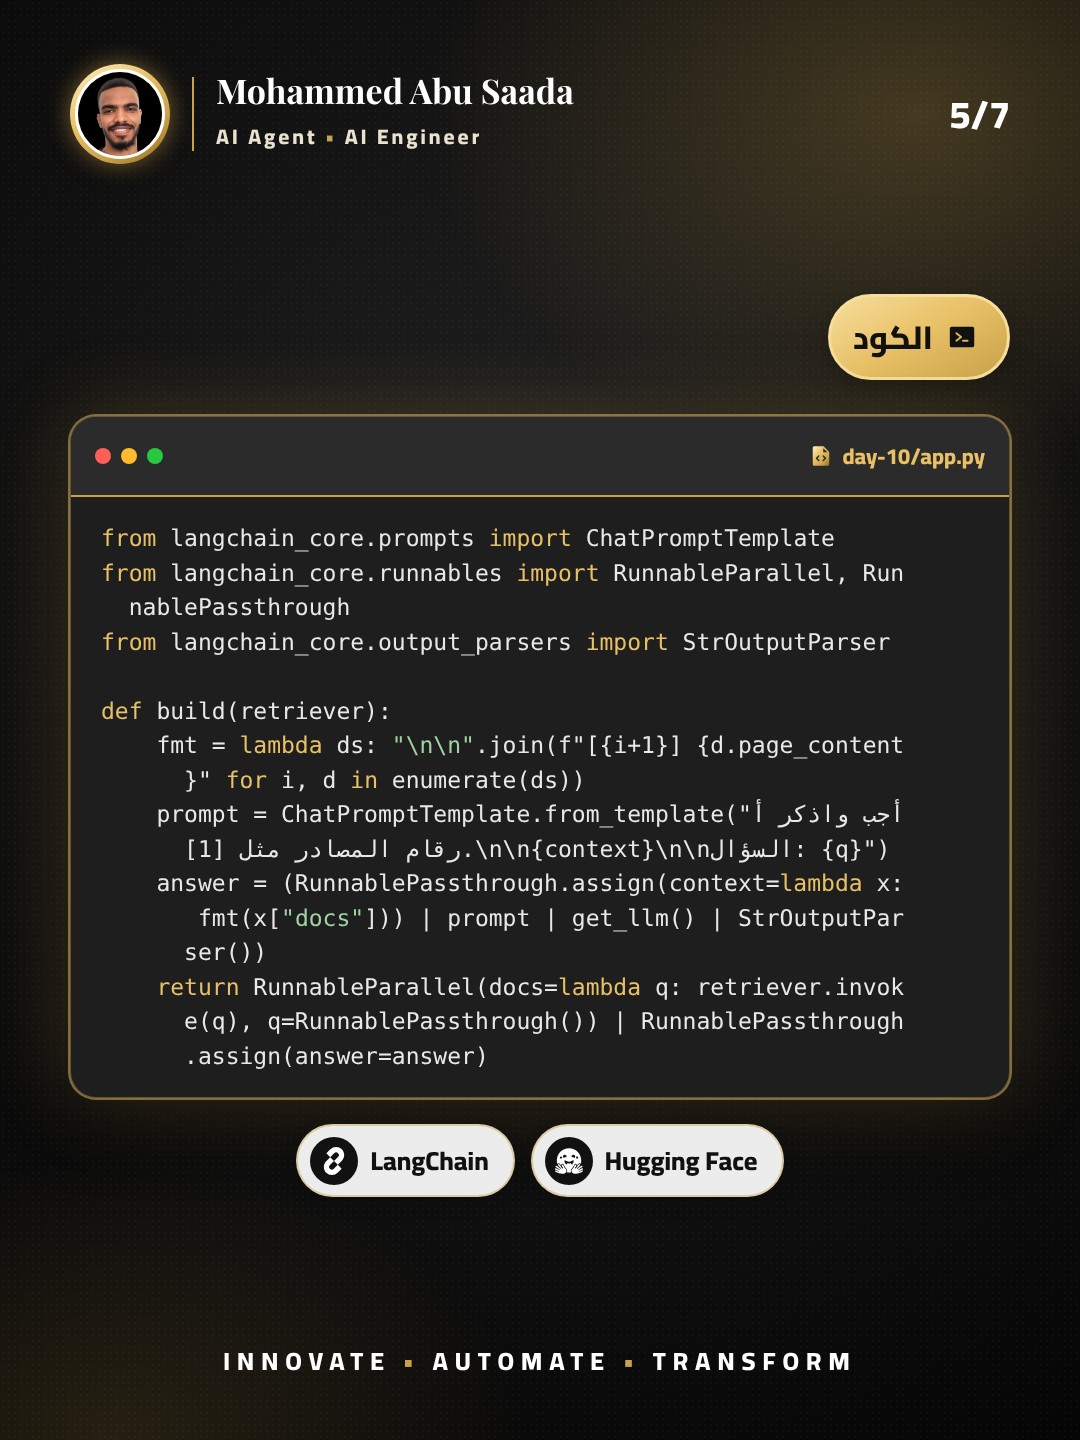 Mohammed Abu Saada
AI Agent ▪ AI Engineer
5/7
الكود
day-10/app.py
from langchain_core.prompts import ChatPromptTemplate
from langchain_core.runnables import RunnableParallel, Run
nablePassthrough
from langchain_core.output_parsers import StrOutputParser
def build(retriever):
fmt = lambda ds: "\n\n".join(f"[{i+1}] {d.page_content
}" for i, d in enumerate(ds))
prompt = ChatPromptTemplate.from_template("أجب واذكر أ
رقام المصادر مثل [1].\n\n{context}\n\nالسؤال: {q}")
answer = (RunnablePassthrough.assign(context=lambda x:
fmt(x["docs"])) | prompt | get_llm() | StrOutputPar
ser())
return RunnableParallel(docs=lambda q: retriever.invok
e(q), q=RunnablePassthrough()) | RunnablePassthrough
.assign(answer=answer)
LangChain
Hugging Face
INNOVATE ▪ AUTOMATE ▪ TRANSFORM